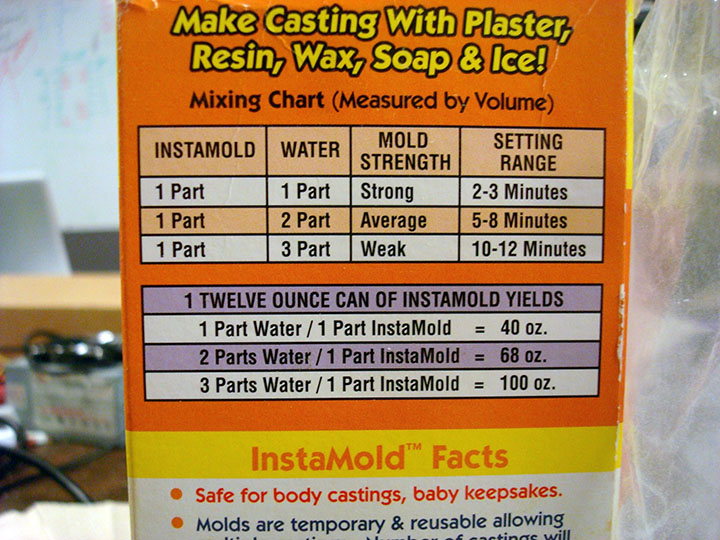 Make Casting With Plaster,
Resin, Wax, Soap & Ice!
Mixing Chart (Measured by Volume)
INSTAMOLD WATER MOLD STRENGTH SETTING RANGE
1 Part 1 Part Strong 2-3 Minutes
1 Part 2 Part Average 5-8 Minutes
1 Part 3 Part Weak 10-12 Minutes
1 TWELVE OUNCE CAN OF INSTAMOLD YIELDS
1 Part Water / 1 Part InstaMold = 40 oz.
2 Parts Water / 1 Part InstaMold = 68 oz.
3 Parts Water / 1 Part InstaMold = 100 oz.
InstaMold™ Facts
• Safe for body castings, baby keepsakes.
• Molds are temporary & reusable allowing
Number of castings will